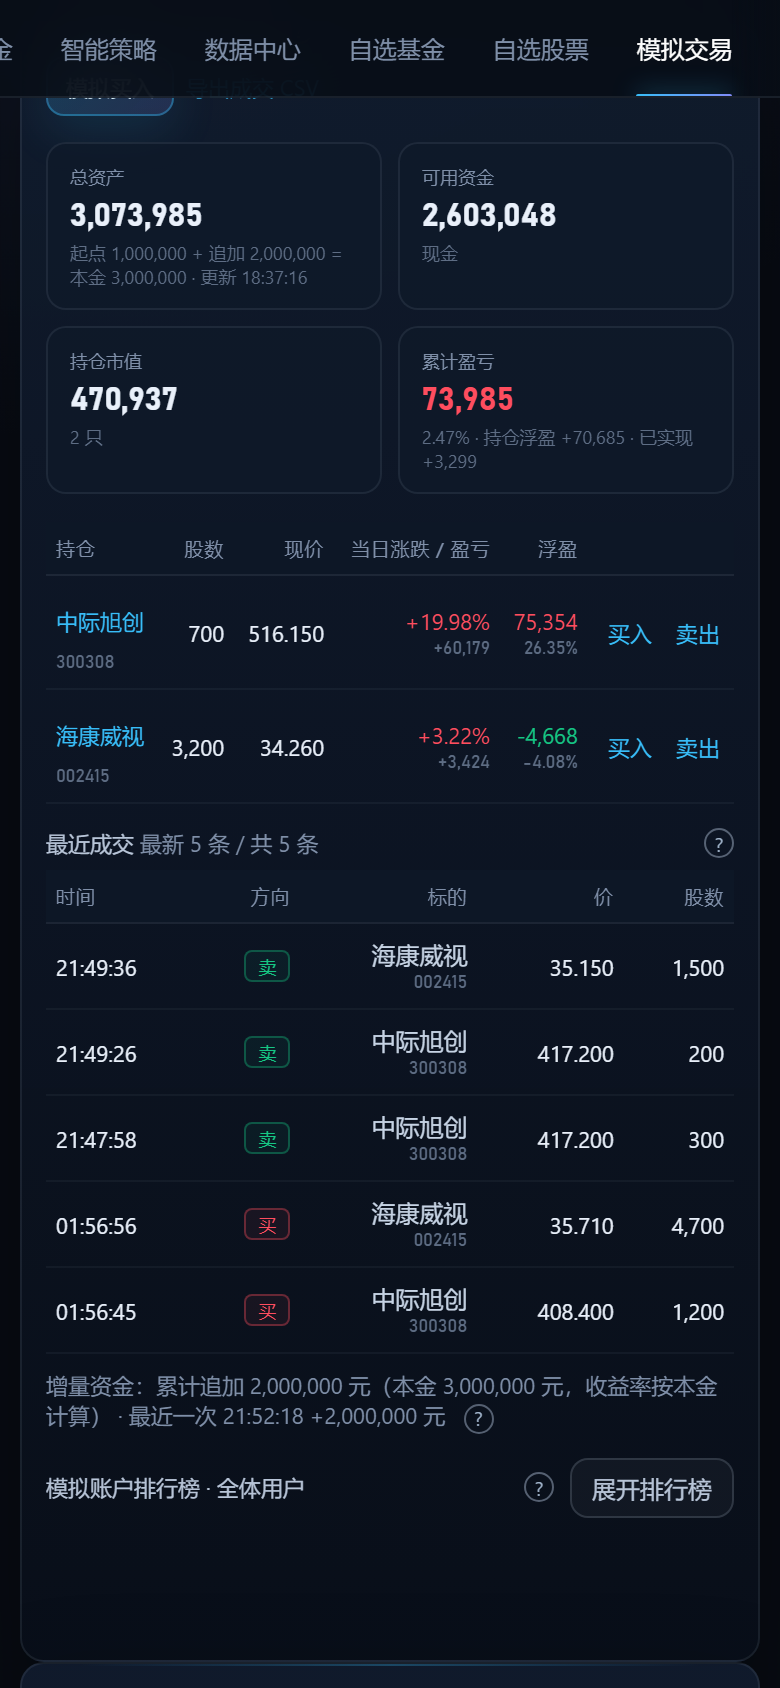 金 智能策略 数据中心 自选基金 自选股票 模拟交易
模拟买入 导出成交 CSV
总资产
3,073,985
起点 1,000,000 + 追加 2,000,000 =
本金 3,000,000 · 更新 18:37:16
可用资金
2,603,048
现金
持仓市值
470,937
2 只
累计盈亏
73,985
2.47% · 持仓浮盈 +70,685 · 已实现
+3,299
持仓 股数 现价 当日涨跌 / 盈亏 浮盈
中际旭创 700 516.150 +19.98% 75,354 买入 卖出
300308 +60,179 26.35%
海康威视 3,200 34.260 +3.22% -4,668 买入 卖出
002415 +3,424 -4.08%
最近成交 最新 5 条 / 共 5 条 ?
时间 方向 标的 价 股数
21:49:36 卖 海康威视 35.150 1,500
002415
21:49:26 卖 中际旭创 417.200 200
300308
21:47:58 卖 中际旭创 417.200 300
300308
01:56:56 买 海康威视 35.710 4,700
002415
01:56:45 买 中际旭创 408.400 1,200
300308
增量资金：累计追加 2,000,000 元（本金 3,000,000 元，收益率按本金
计算） · 最近一次 21:52:18 +2,000,000 元 ?
模拟账户排行榜 · 全体用户 ? 展开排行榜